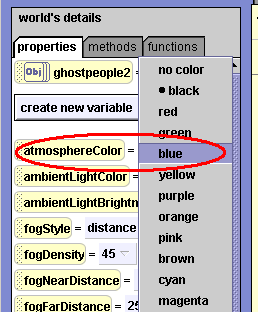 world's details
properties methods functions
Obj ghostpeople2 =
create new variable
atmosphereColor =
ambientLightColor =
ambientLightBrightn
fogStyle = distance
fogDensity = 45
fogNearDistance =
fogFarDistance = 25
no color
black
red
green
blue
yellow
purple
orange
pink
brown
cyan
magenta